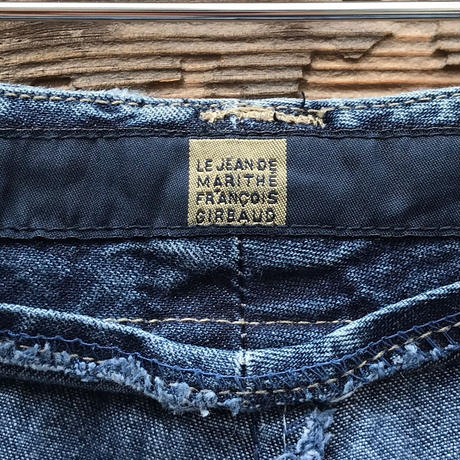 LE JEAN DE
MARITHÉ
FRANÇOIS
GIRBAUD